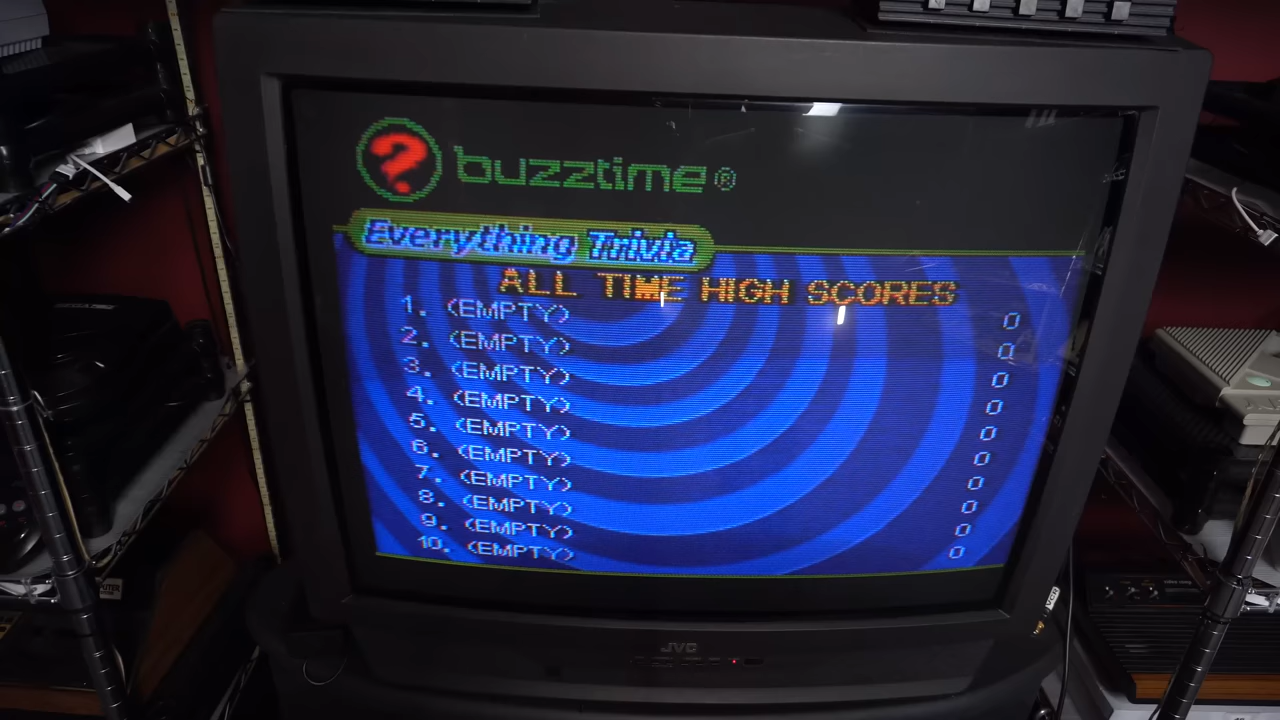 ?
buzztime®
Everything Trivia
ALL TIME HIGH SCORES
1. (EMPTY) 0
2. (EMPTY) 0
3. (EMPTY) 0
4. (EMPTY) 0
5. (EMPTY) 0
6. (EMPTY) 0
7. (EMPTY) 0
8. (EMPTY) 0
9. (EMPTY) 0
10. (EMPTY) 0
JVC
VCR